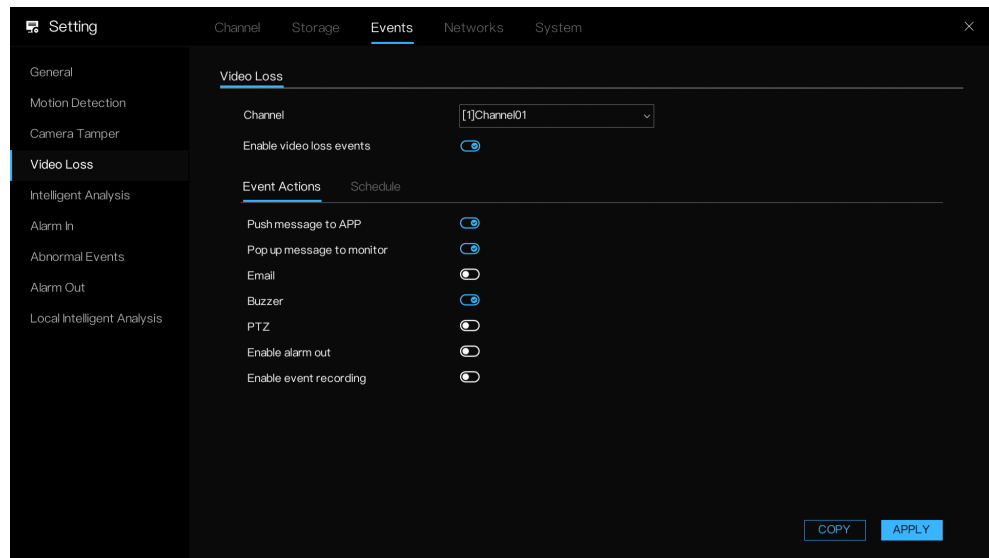 Setting
Channel Storage Events Networks System
General
Motion Detection
Camera Tamper
Video Loss
Intelligent Analysis
Alarm In
Abnormal Events
Alarm Out
Local Intelligent Analysis
Video Loss
Channel [1]Channel01
Enable video loss events
Event Actions Schedule
Push message to APP
Pop up message to monitor
Email
Buzzer
PTZ
Enable alarm out
Enable event recording
COPY APPLY